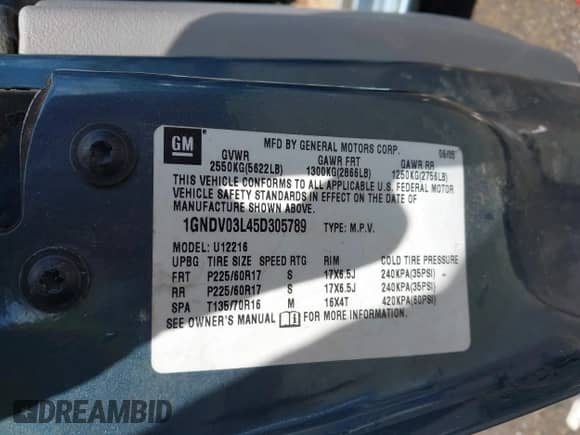 GM
MFD BY GENERAL MOTORS CORP. 06/05
GVWR GAWR FRT GAWR RR
2550KG(5622LB) 1300KG(2866LB) 1250KG(2756LB)
THIS VEHICLE CONFORMS TO ALL APPLICABLE U.S. FEDERAL MOTOR
VEHICLE SAFETY STANDARDS IN EFFECT ON THE DATE OF
MANUFACTURE SHOWN ABOVE.
1GNDV03L45D305789 TYPE: M.P.V.
MODEL: U12216
UPBG TIRE SIZE SPEED RTG RIM COLD TIRE PRESSURE
FRT P225/60R17 S 17X6.5J 240KPA(35PSI)
RR P225/60R17 S 17X6.5J 240KPA(35PSI)
SPA T135/70R16 M 16X4T 420KPA(60PSI)
SEE OWNER'S MANUAL FOR MORE INFORMATION.
DREAMBID